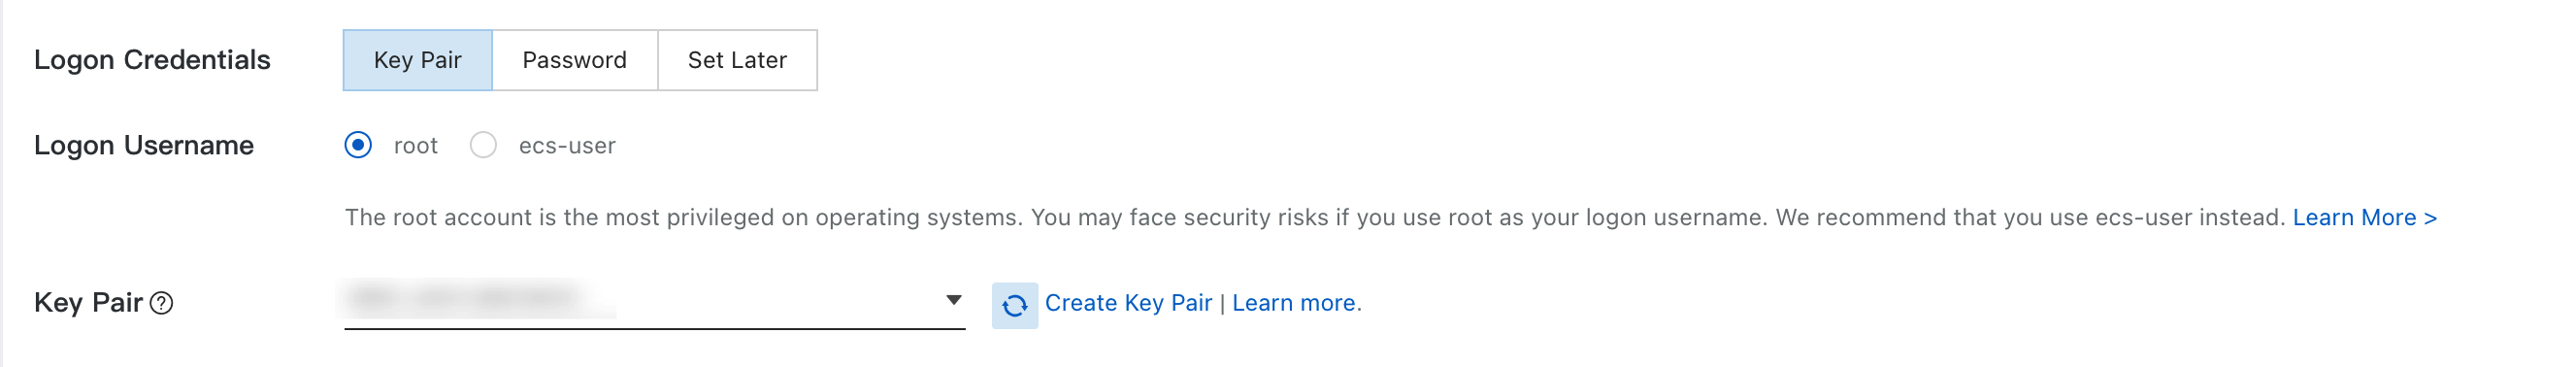 Logon Credentials Key Pair Password Set Later
Logon Username root ecs-user
The root account is the most privileged on operating systems. You may face security risks if you use root as your logon username. We recommend that you use ecs-user instead. Learn More >
Key Pair ? Create Key Pair | Learn more.